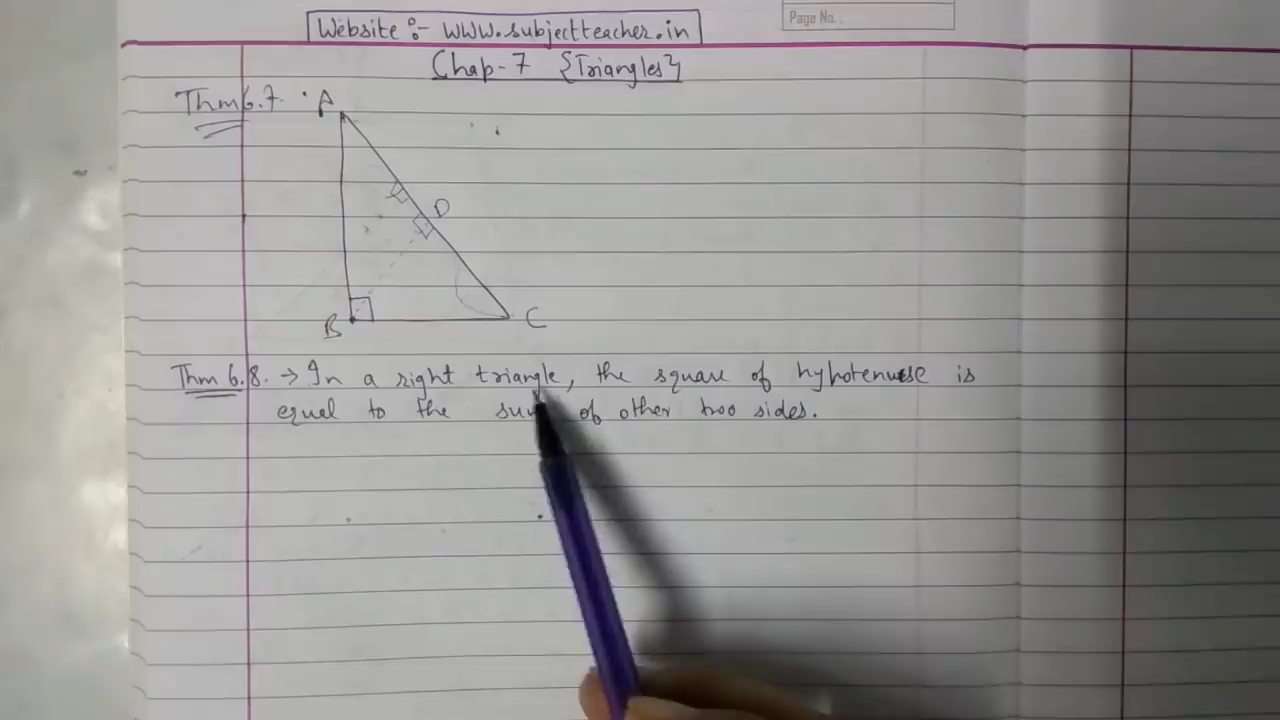 Website :- www.subjectteacher.in
Page No.:
Chap-7 {Triangles}
Thm 6.7.
A
D
B
C
Thm 6.8. → In a right triangle, the square of hypotenuse is
equal to the sum of other two sides.